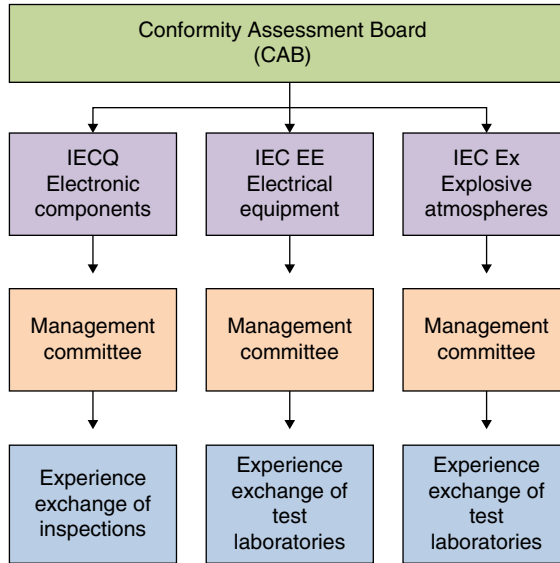 Conformity Assessment Board
(CAB)
IECQ
Electronic
components
IEC EE
Electrical
equipment
IEC Ex
Explosive
atmospheres
Management
committee
Management
committee
Management
committee
Experience
exchange of
inspections
Experience
exchange of
test
laboratories
Experience
exchange of
test
laboratories